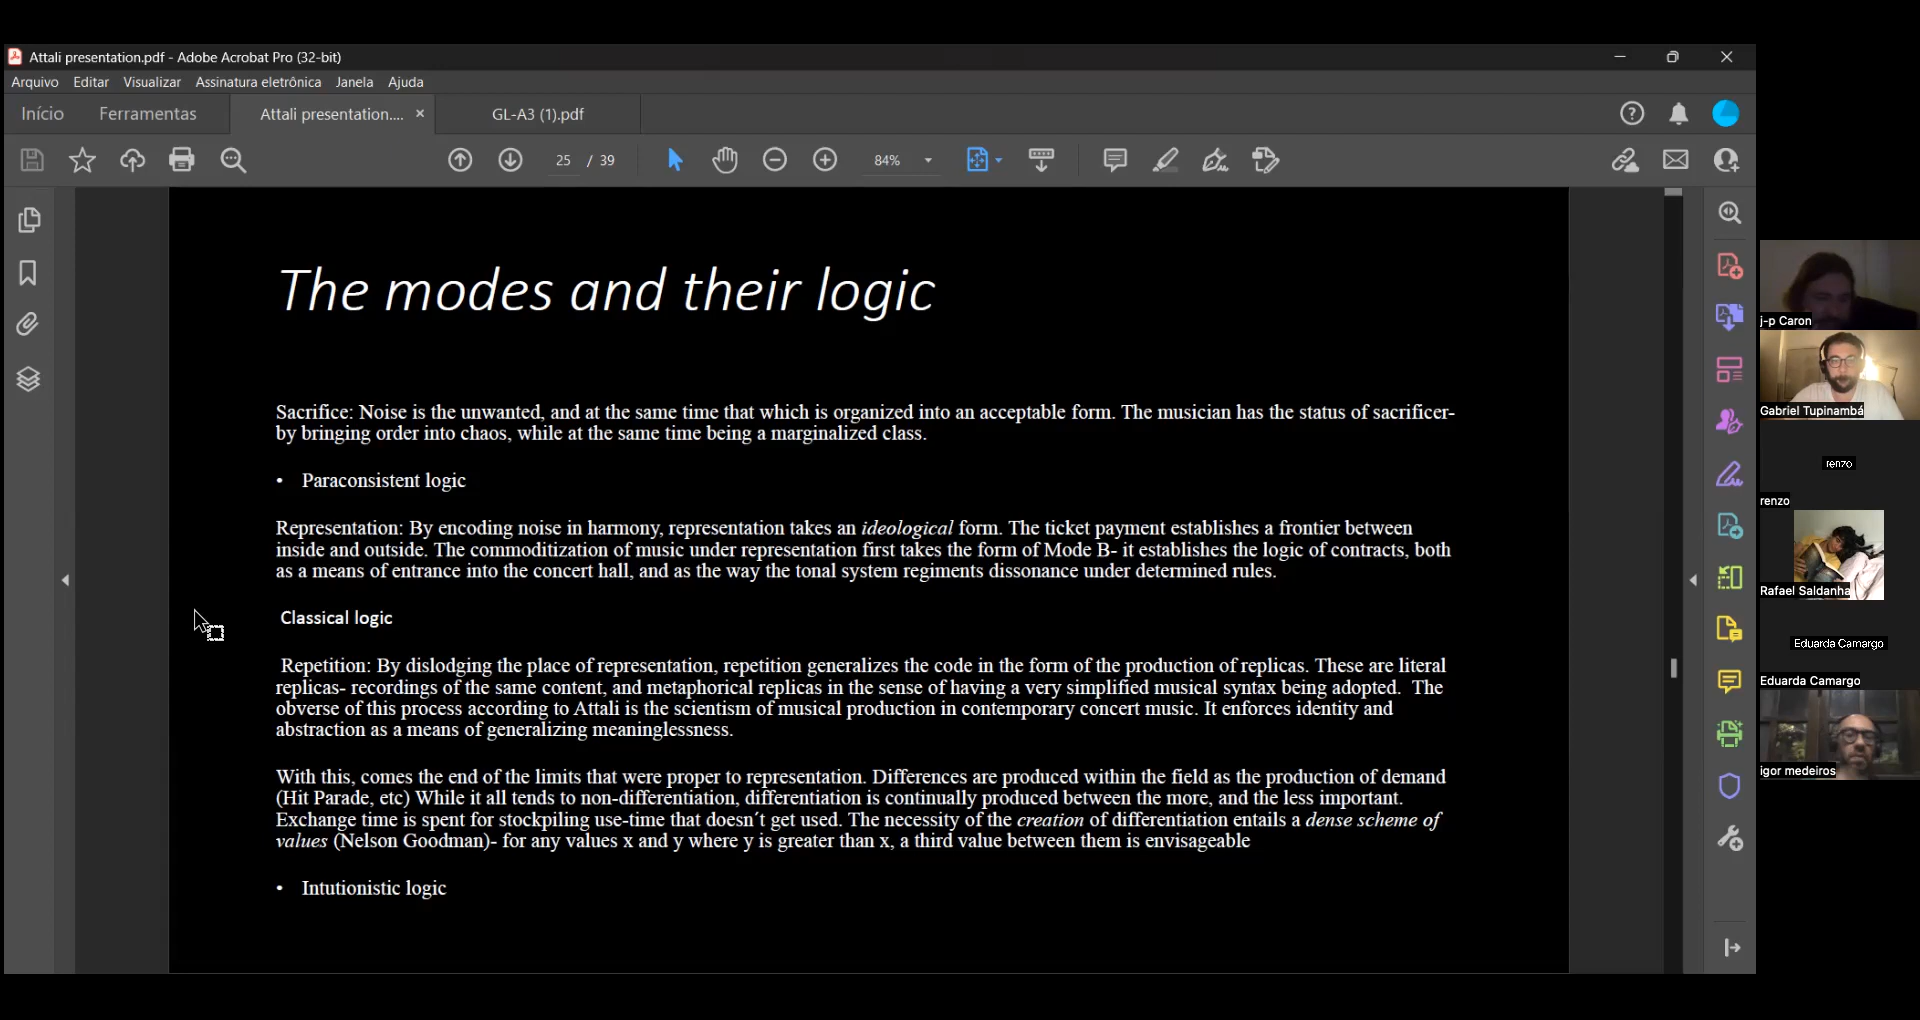 Attali presentation.pdf - Adobe Acrobat Pro (32-bit)
Arquivo Editar Visualizar Assinatura eletrônica Janela Ajuda
Início Ferramentas Attali presentation.... × GL-A3 (1).pdf
25 / 39 84%
The modes and their logic
Sacrifice: Noise is the unwanted, and at the same time that which is organized into an acceptable form. The musician has the status of sacrificer-
by bringing order into chaos, while at the same time being a marginalized class.
• Paraconsistent logic
Representation: By encoding noise in harmony, representation takes an ideological form. The ticket payment establishes a frontier between
inside and outside. The commoditization of music under representation first takes the form of Mode B- it establishes the logic of contracts, both
as a means of entrance into the concert hall, and as the way the tonal system regiments dissonance under determined rules.
Classical logic
Repetition: By dislodging the place of representation, repetition generalizes the code in the form of the production of replicas. These are literal
replicas- recordings of the same content, and metaphorical replicas in the sense of having a very simplified musical syntax being adopted. The
obverse of this process according to Attali is the scientism of musical production in contemporary concert music. It enforces identity and
abstraction as a means of generalizing meaninglessness.
With this, comes the end of the limits that were proper to representation. Differences are produced within the field as the production of demand
(Hit Parade, etc) While it all tends to non-differentiation, differentiation is continually produced between the more, and the less important.
Exchange time is spent for stockpiling use-time that doesn´t get used. The necessity of the creation of differentiation entails a dense scheme of
values (Nelson Goodman)- for any values x and y where y is greater than x, a third value between them is envisageable
• Intutionistic logic
j-p Caron
Gabriel Tupinambá
renzo
renzo
Rafael Saldanha
Eduarda Camargo
Eduarda Camargo
igor medeiros